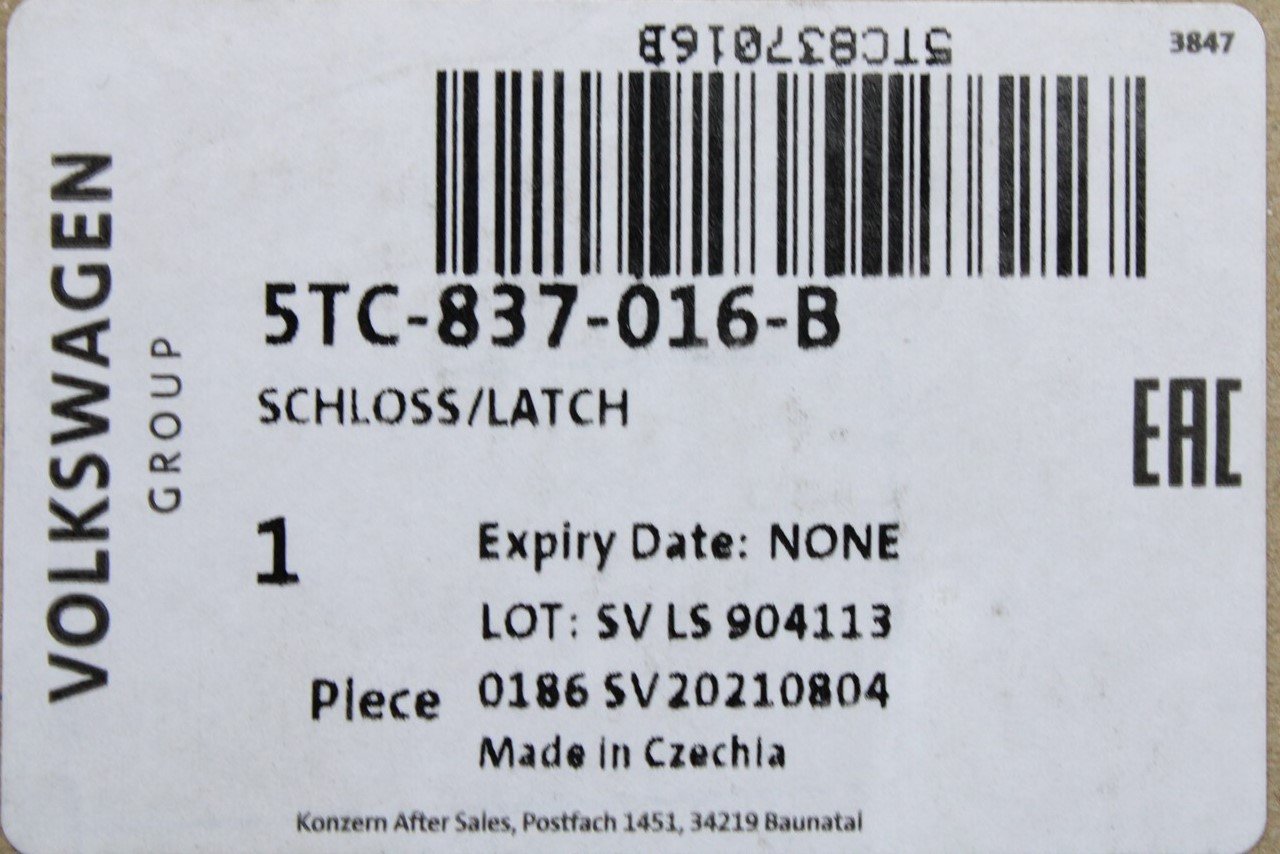 5TC837016B
3847
VOLKSWAGEN
GROUP
5TC-837-016-B
SCHLOSS/LATCH
EAC
1
Expiry Date: NONE
LOT: SV LS 904113
Piece
0186 SV20210804
Made in Czechia
Konzern After Sales, Postfach 1451, 34219 Baunatal